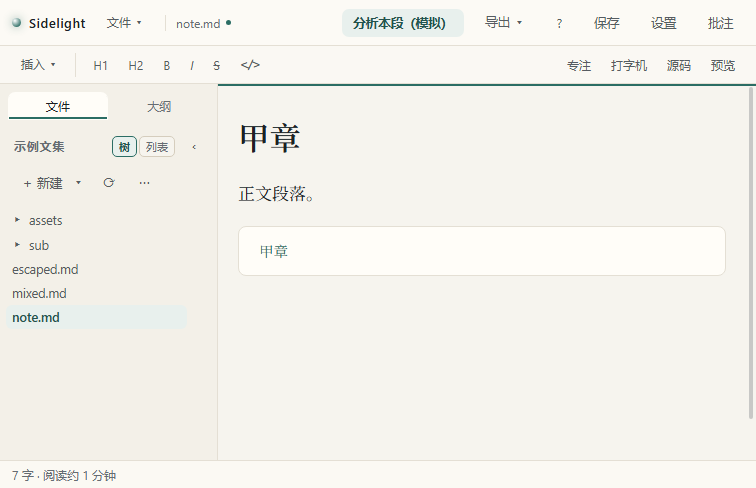 Sidelight 文件 note.md 分析本段（模拟） 导出 ? 保存 设置 批注
插入 H1 H2 B I S </> 专注 打字机 源码 预览
文件 大纲
示例文集 树 列表 ‹
+ 新建 ...
assets
sub
escaped.md
mixed.md
note.md
甲章
正文段落。
甲章
7 字 · 阅读约 1 分钟